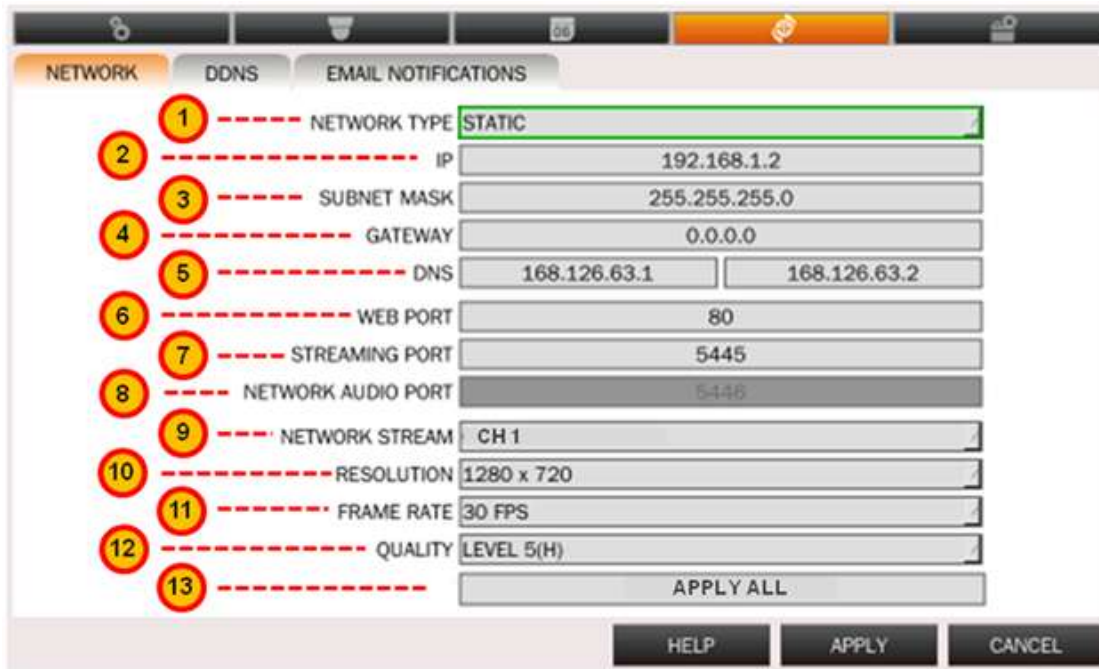 06
NETWORK DDNS EMAIL NOTIFICATIONS
1 NETWORK TYPE STATIC
2 IP 192.168.1.2
3 SUBNET MASK 255.255.255.0
4 GATEWAY 0.0.0.0
5 DNS 168.126.63.1 168.126.63.2
6 WEB PORT 80
7 STREAMING PORT 5445
8 NETWORK AUDIO PORT 5446
9 NETWORK STREAM CH 1
10 RESOLUTION 1280 x 720
11 FRAME RATE 30 FPS
12 QUALITY LEVEL 5(H)
13 APPLY ALL
HELP APPLY CANCEL